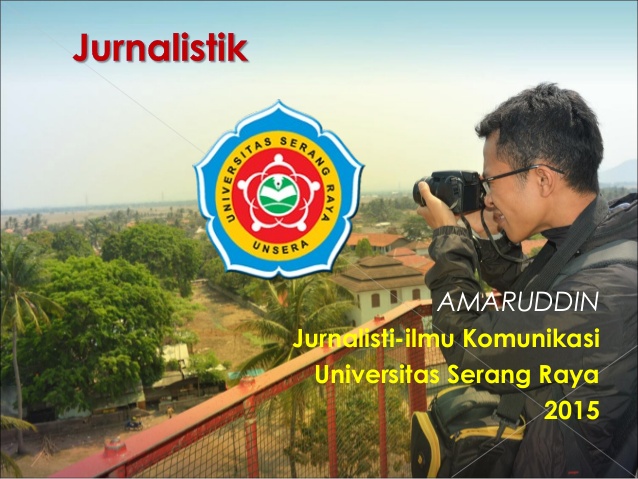 Jurnalistik
UNIVERSITAS SERANG RAYA
UNSERA
AMARUDDIN
Jurnalisti-ilmu Komunikasi
Universitas Serang Raya
2015